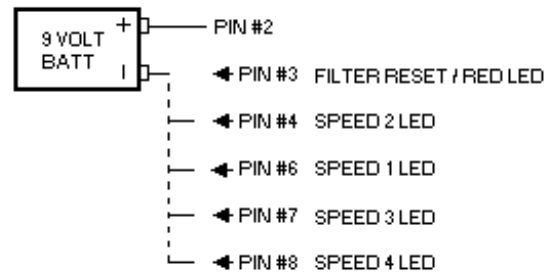 9 VOLT + PIN #2
BATT I PIN #3 FILTER RESET / RED LED
PIN #4 SPEED 2 LED
PIN #6 SPEED 1 LED
PIN #7 SPEED 3 LED
PIN #8 SPEED 4 LED